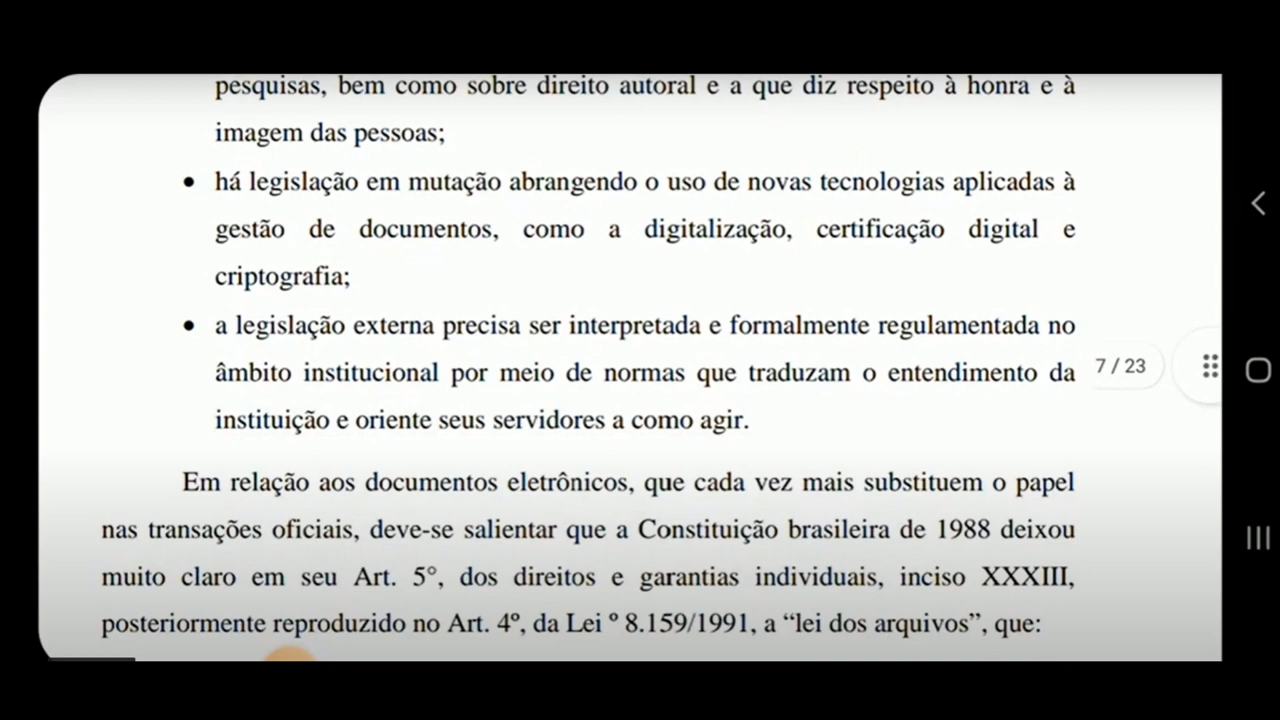 pesquisas, bem como sobre direito autoral e a que diz respeito à honra e à
imagem das pessoas;
• há legislação em mutação abrangendo o uso de novas tecnologias aplicadas à
gestão de documentos, como a digitalização, certificação digital e
criptografia;
• a legislação externa precisa ser interpretada e formalmente regulamentada no
âmbito institucional por meio de normas que traduzam o entendimento da
instituição e oriente seus servidores a como agir.
7 / 23
Em relação aos documentos eletrônicos, que cada vez mais substituem o papel
nas transações oficiais, deve-se salientar que a Constituição brasileira de 1988 deixou
muito claro em seu Art. 5°, dos direitos e garantias individuais, inciso XXXIII,
posteriormente reproduzido no Art. 4º, da Lei º 8.159/1991, a “lei dos arquivos”, que: